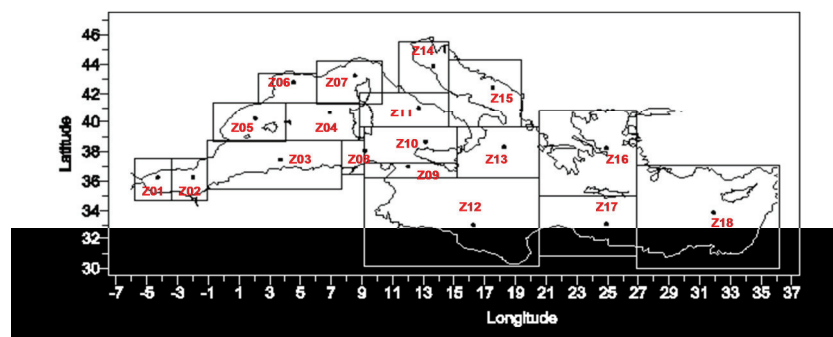 46
44
42
40
38
36
34
32
30
Latitude
Z14
Z06
Z07
Z15
Z11
Z05
Z04
Z10
Z13
Z08
Z16
Z03
Z09
Z01
Z02
Z12
Z17
Z18
-7 -5 -3 -1 1 3 5 7 9 11 13 15 17 19 21 23 25 27 29 31 33 35 37
Longitude